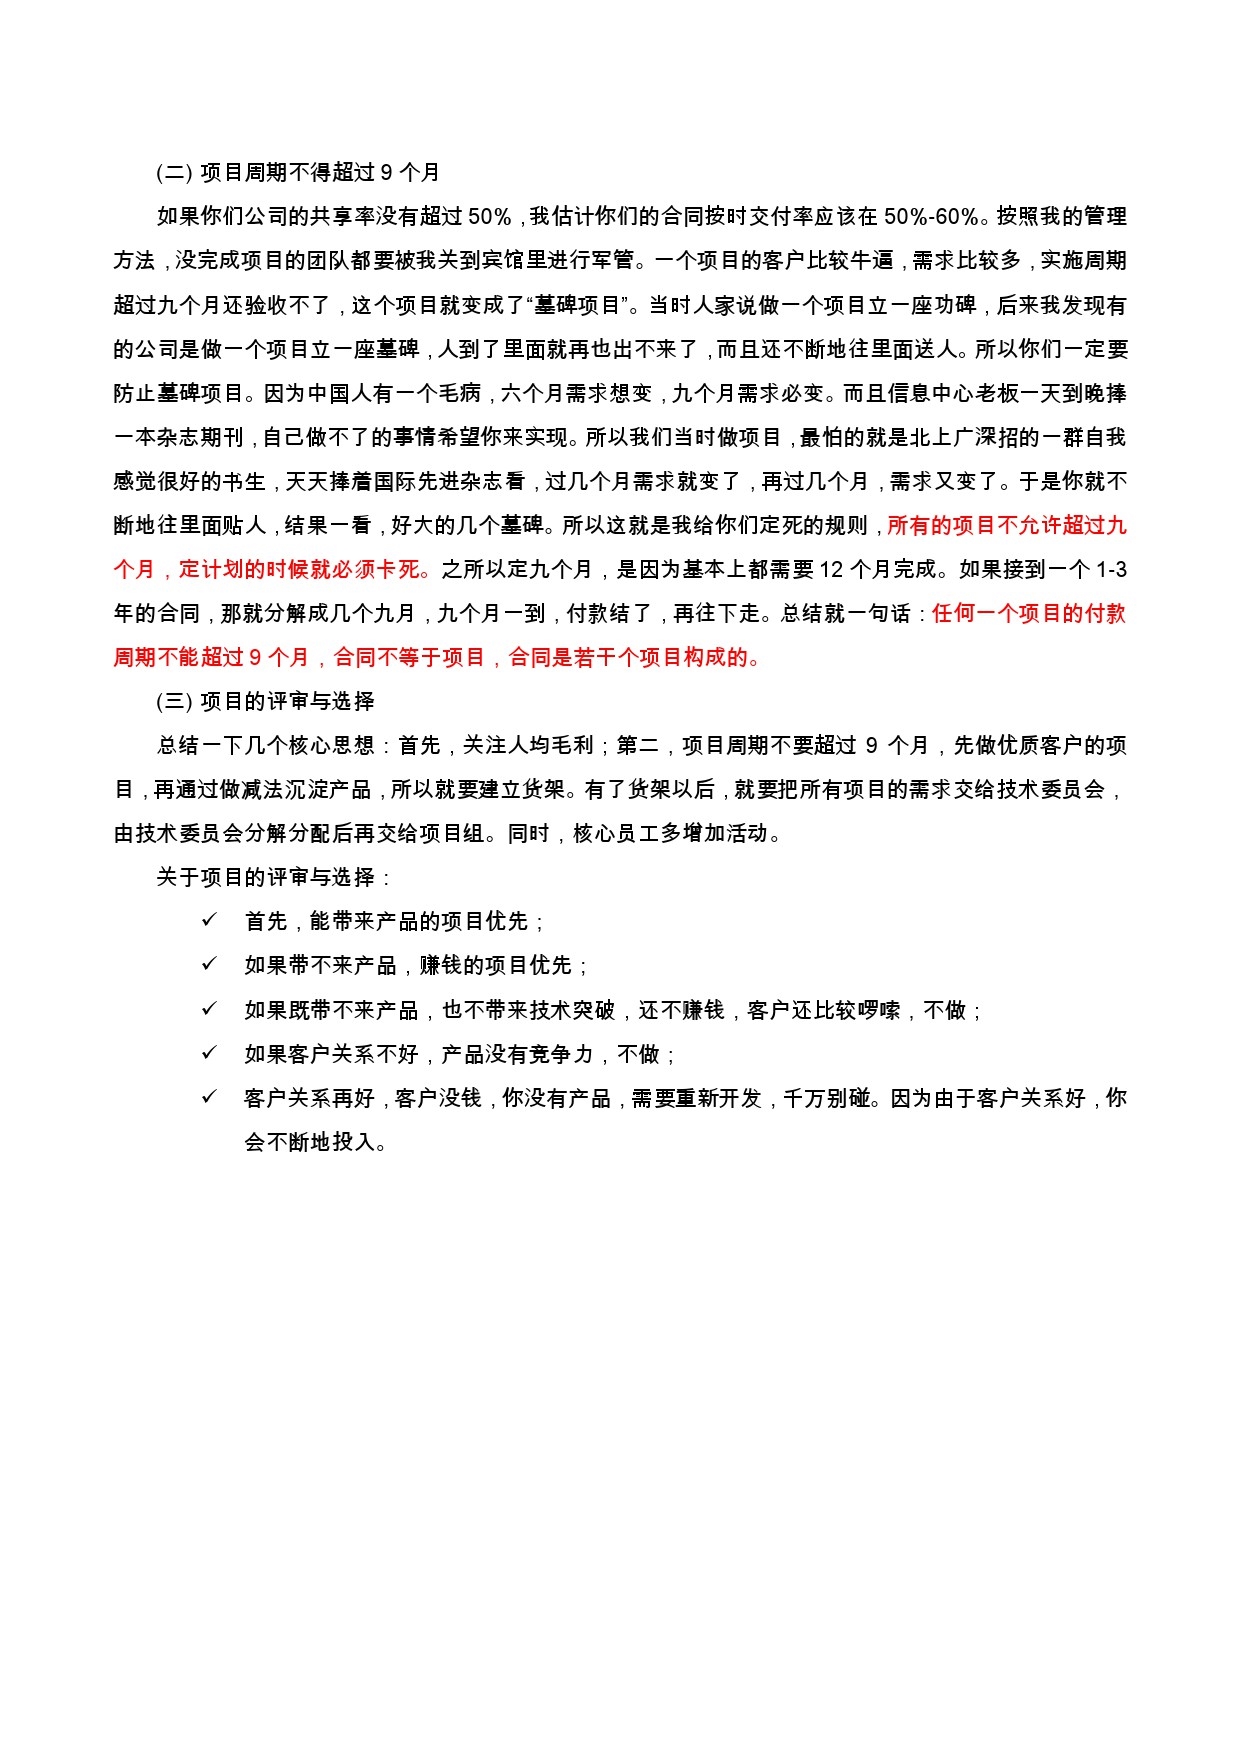 (二) 项目周期不得超过 9 个月
如果你们公司的共享率没有超过 50%，我估计你们的合同按时交付率应该在 50%-60%。按照我的管理
方法，没完成项目的团队都要被我关到宾馆里进行军管。一个项目的客户比较牛逼，需求比较多，实施周期
超过九个月还验收不了，这个项目就变成了“墓碑项目”。当时人家说做一个项目立一座功碑，后来我发现有
的公司是做一个项目立一座墓碑，人到了里面就再也出不来了，而且还不断地往里面送人。所以你们一定要
防止墓碑项目。因为中国人有一个毛病，六个月需求想变，九个月需求必变。而且信息中心老板一天到晚捧
一本杂志期刊，自己做不了的事情希望你来实现。所以我们当时做项目，最怕的就是北上广深招的一群自我
感觉很好的书生，天天捧着国际先进杂志看，过几个月需求就变了，再过几个月，需求又变了。于是你就不
断地往里面贴人，结果一看，好大的几个墓碑。所以这就是我给你们定死的规则，所有的项目不允许超过九
个月，定计划的时候就必须卡死。之所以定九个月，是因为基本上都需要 12 个月完成。如果接到一个 1-3
年的合同，那就分解成几个九月，九个月一到，付款结了，再往下走。总结就一句话：任何一个项目的付款
周期不能超过 9 个月，合同不等于项目，合同是若干个项目构成的。
(三) 项目的评审与选择
总结一下几个核心思想：首先，关注人均毛利；第二，项目周期不要超过 9 个月，先做优质客户的项
目，再通过做减法沉淀产品，所以就要建立货架。有了货架以后，就要把所有项目的需求交给技术委员会，
由技术委员会分解分配后再交给项目组。同时，核心员工多增加活动。
关于项目的评审与选择：
✓ 首先，能带来产品的项目优先；
✓ 如果带不来产品，赚钱的项目优先；
✓ 如果既带不来产品，也不带来技术突破，还不赚钱，客户还比较啰嗦，不做；
✓ 如果客户关系不好，产品没有竞争力，不做；
✓ 客户关系再好，客户没钱，你没有产品，需要重新开发，千万别碰。因为由于客户关系好，你
会不断地投入。